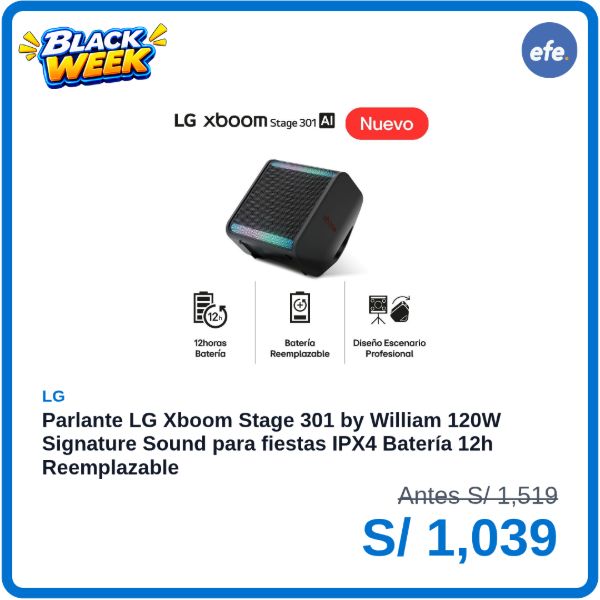 BLACK
WEEK
efe.
LG xboom Stage 301 AI
Nuevo
12h
12horas
Batería
Batería
Reemplazable
Diseño Escenario
Profesional
LG
Parlante LG Xboom Stage 301 by William 120W
Signature Sound para fiestas IPX4 Batería 12h
Reemplazable
Antes S/ 1,519
S/ 1,039